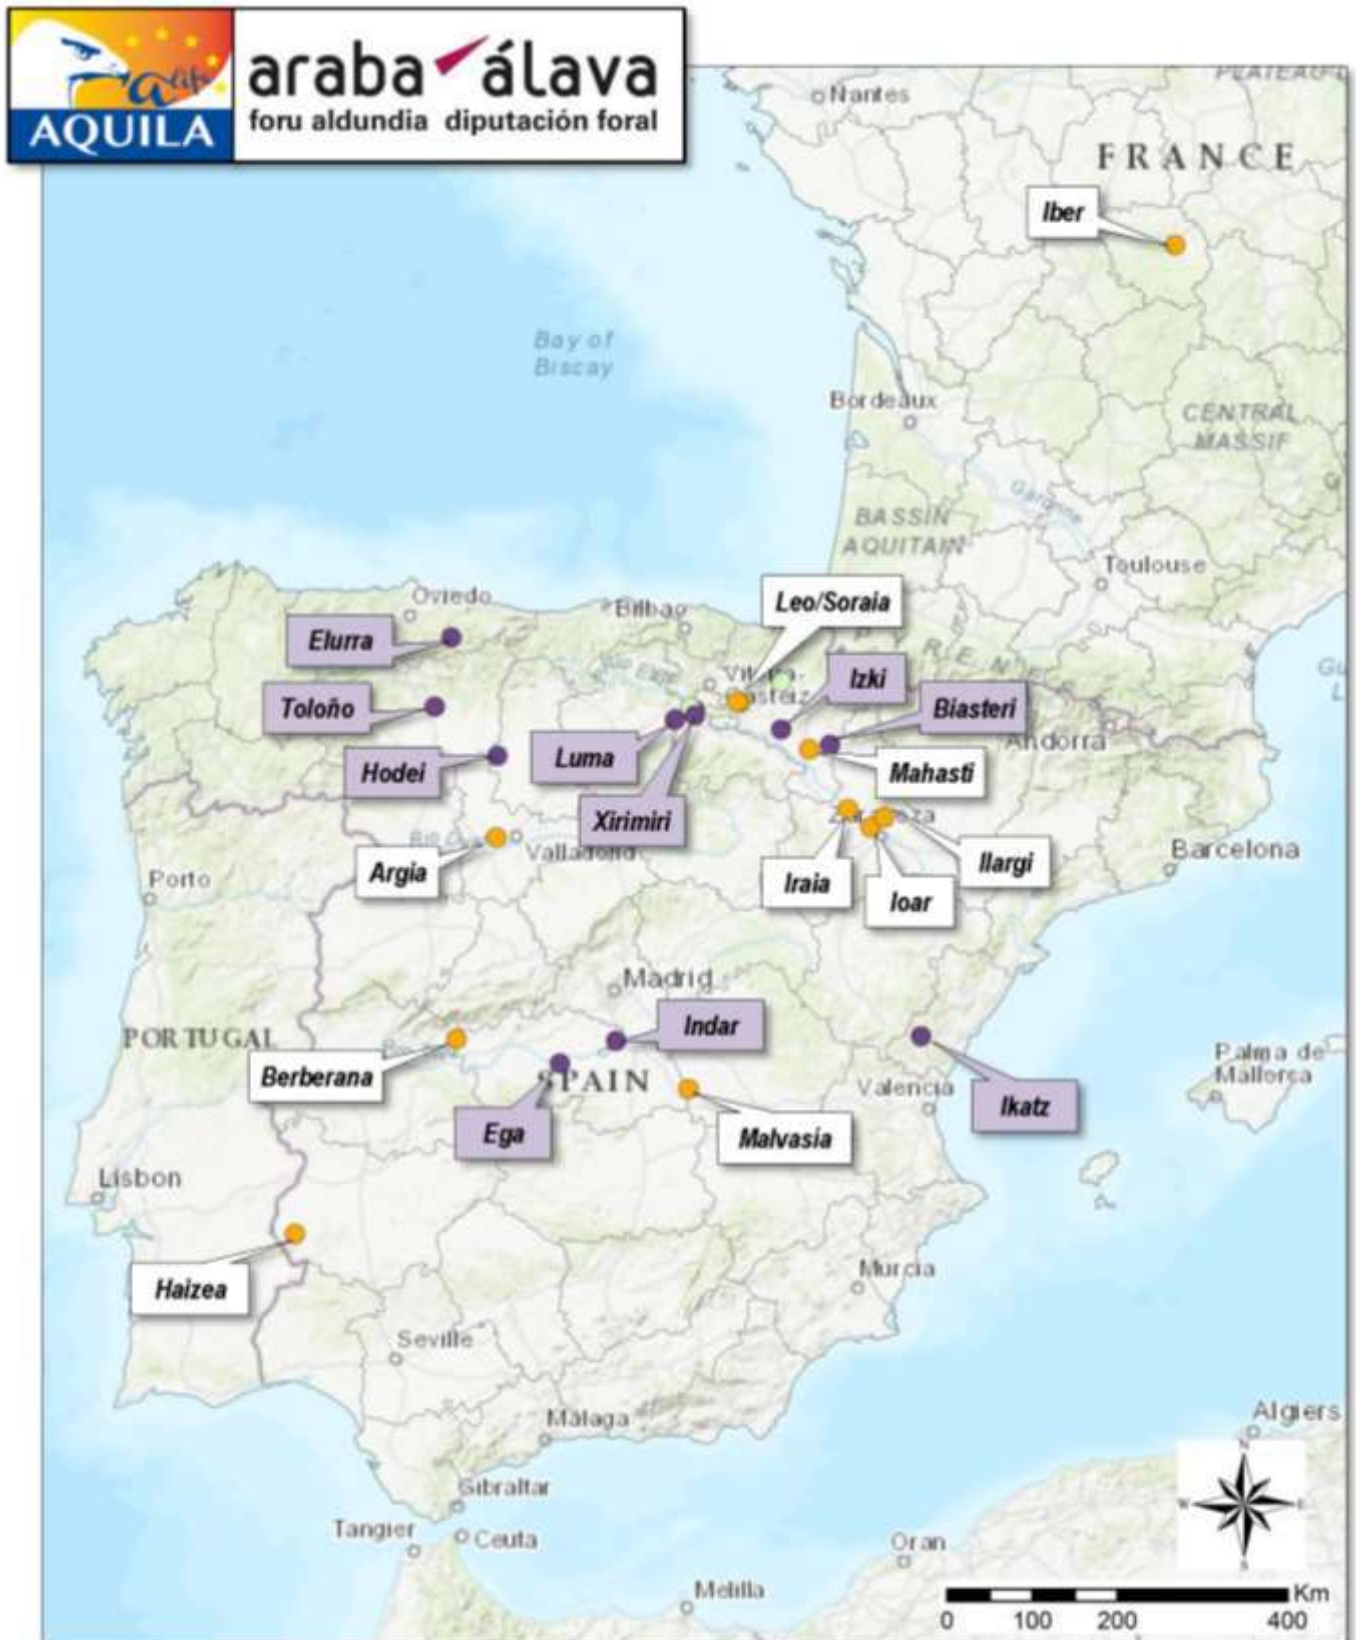 a life
AQUILA
araba álava
foru aldundia diputación foral
Nantes
FRANCE
Iber
Bay of
Biscay
Bordeaux
CENTRAL
MASSIF
Garonne
BASSIN
AQUITAIN
Toulouse
Oviedo
Bilbao
Leo/Soraia
Elurra
Izki
Toloño
Biasteri
Andorra
Luma
Hodei
Mahasti
Xirimiri
Valladolid
Argia
Iraia
Ioar
Ilargi
Barcelona
Porto
Madrid
Indar
PORTUGAL
Berberana
SPAIN
Palma de
Mallorca
Valencia
Ikatz
Ega
Malvasia
Lisbon
Haizea
Murcia
Seville
Málaga
Algiers
N
W
E
S
Gibraltar
Tangier
Ceuta
Oran
Melilla
Km
0 100 200 400